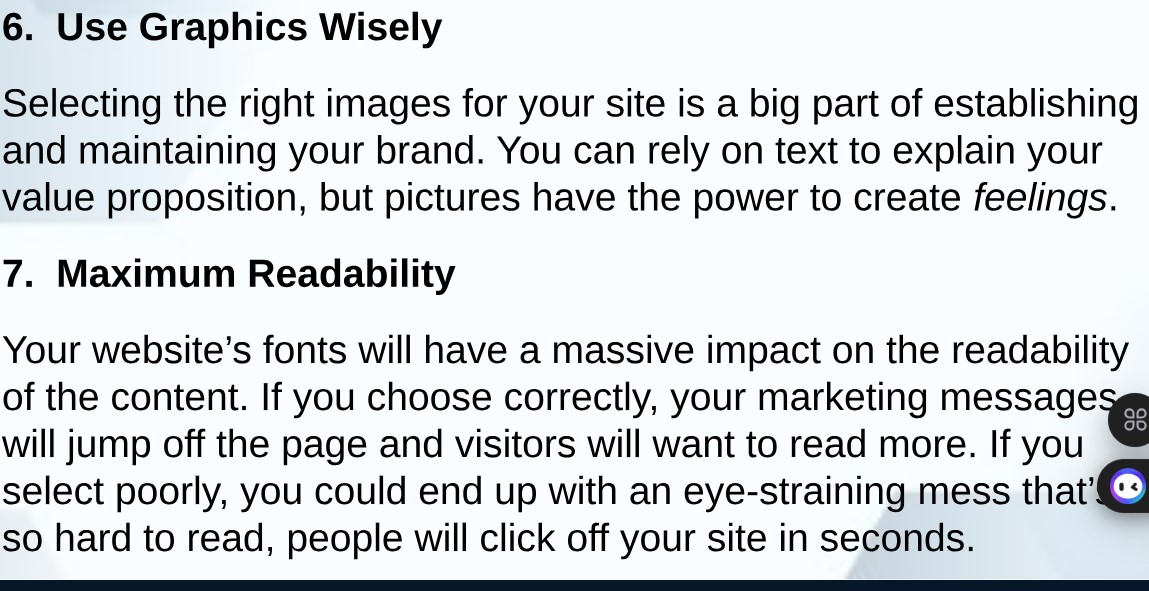 6. Use Graphics Wisely
Selecting the right images for your site is a big part of establishing
and maintaining your brand. You can rely on text to explain your
value proposition, but pictures have the power to create feelings.
7. Maximum Readability
Your website’s fonts will have a massive impact on the readability
of the content. If you choose correctly, your marketing messages
will jump off the page and visitors will want to read more. If you
select poorly, you could end up with an eye-straining mess that’s
so hard to read, people will click off your site in seconds.